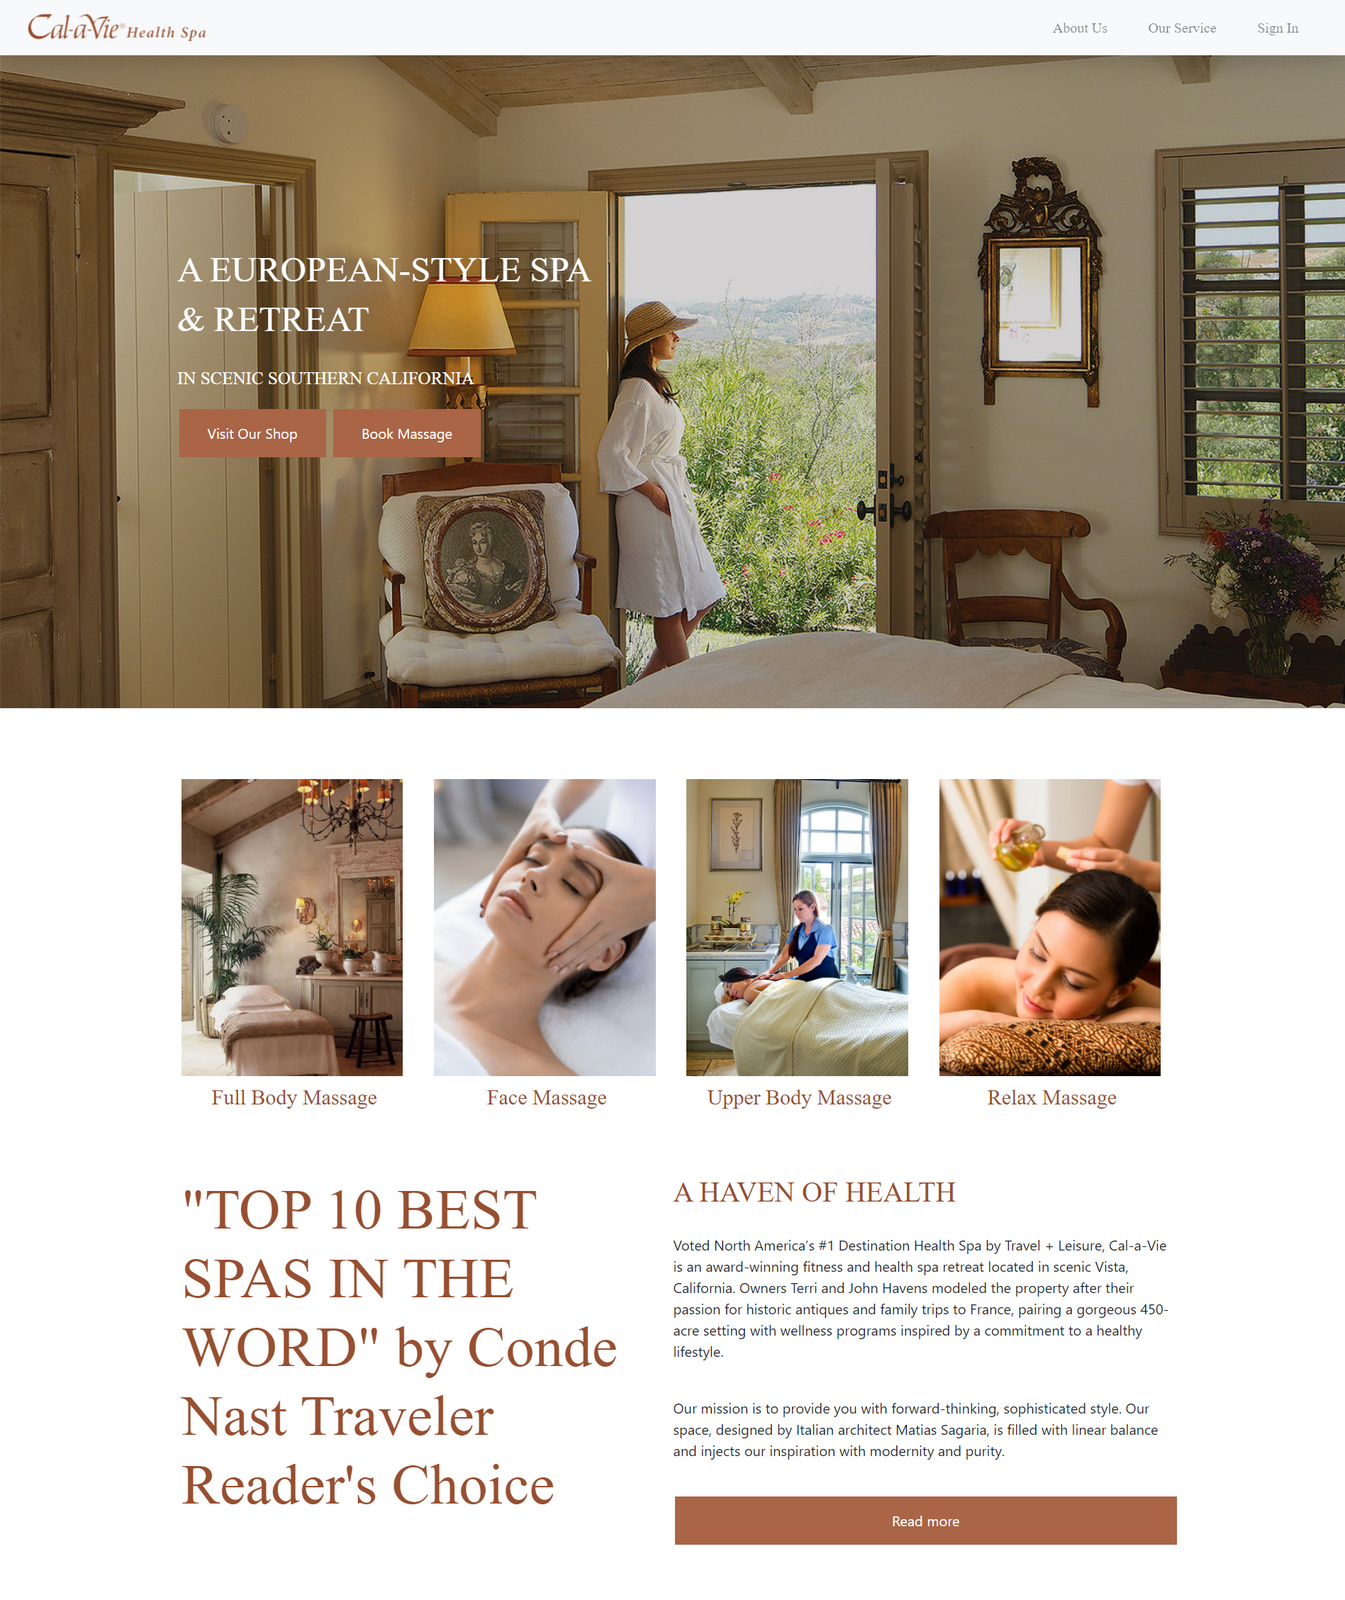 Cal-a-Vie® Health Spa
About Us Our Service Sign In
A EUROPEAN-STYLE SPA
& RETREAT
IN SCENIC SOUTHERN CALIFORNIA
Visit Our Shop Book Massage
Full Body Massage Face Massage Upper Body Massage Relax Massage
"TOP 10 BEST
SPAS IN THE
WORD" by Conde
Nast Traveler
Reader's Choice
A HAVEN OF HEALTH
Voted North America’s #1 Destination Health Spa by Travel + Leisure, Cal-a-Vie
is an award-winning fitness and health spa retreat located in scenic Vista,
California. Owners Terri and John Havens modeled the property after their
passion for historic antiques and family trips to France, pairing a gorgeous 450-
acre setting with wellness programs inspired by a commitment to a healthy
lifestyle.
Our mission is to provide you with forward-thinking, sophisticated style. Our
space, designed by Italian architect Matias Sagaria, is filled with linear balance
and injects our inspiration with modernity and purity.
Read more